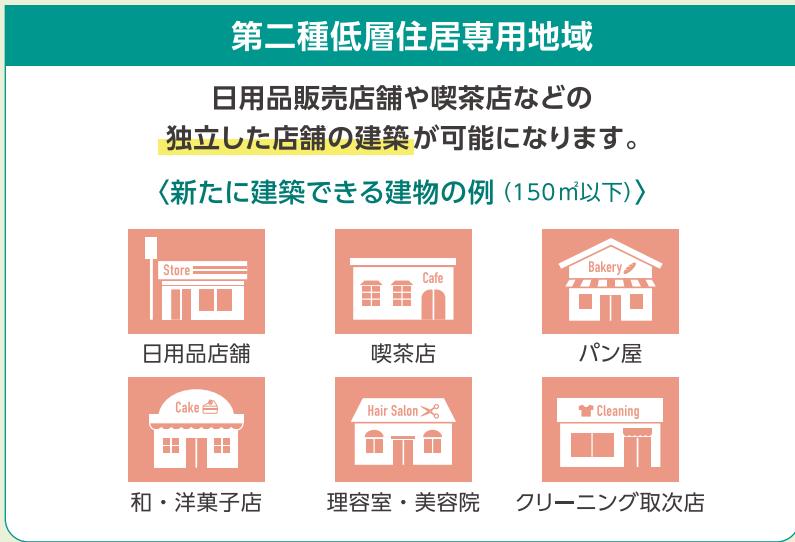 第二種低層住居専用地域
日用品販売店舗や喫茶店などの
独立した店舗の建築が可能になります。
〈新たに建築できる建物の例（150㎡以下）〉
Store
Cafe
Bakery
日用品店舗
喫茶店
パン屋
Cake
Hair Salon
Cleaning
和・洋菓子店
理容室・美容院
クリーニング取次店